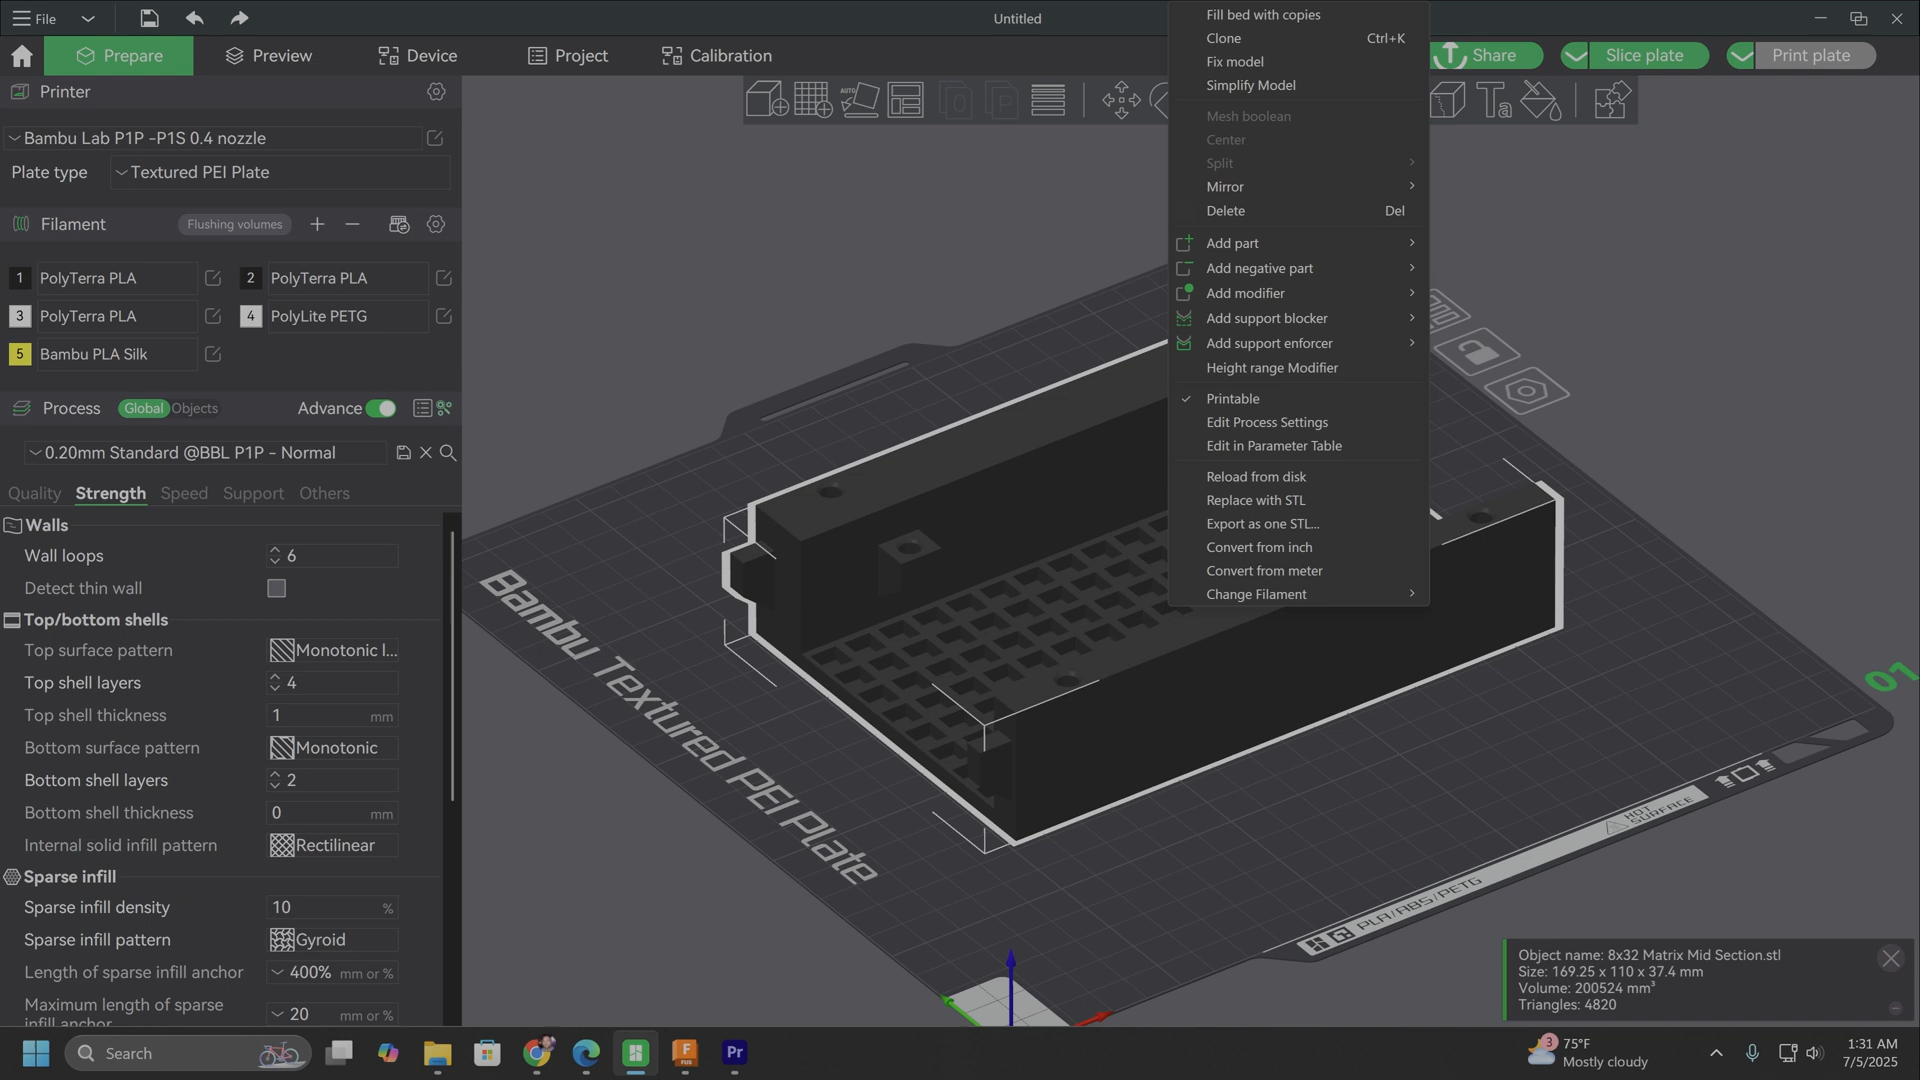 File
Untitled
Prepare
Preview
Device
Project
Calibration
Share
Slice plate
Print plate
Printer
Bambu Lab P1P -P1S 0.4 nozzle
Plate type
Textured PEI Plate
Filament
Flushing volumes
1 PolyTerra PLA
2 PolyTerra PLA
3 PolyTerra PLA
4 PolyLite PETG
5 Bambu PLA Silk
Process
Global Objects
Advance
0.20mm Standard @BBL P1P - Normal
Quality Strength Speed Support Others
Walls
Wall loops 6
Detect thin wall
Top/bottom shells
Top surface pattern Monotonic l...
Top shell layers 4
Top shell thickness 1 mm
Bottom surface pattern Monotonic
Bottom shell layers 2
Bottom shell thickness 0 mm
Internal solid infill pattern Rectilinear
Sparse infill
Sparse infill density 10 %
Sparse infill pattern Gyroid
Length of sparse infill anchor 400% mm or %
Maximum length of sparse
infill anchor 20 mm or %
AUTO
Ta
Fill bed with copies
Clone Ctrl+K
Fix model
Simplify Model
Mesh boolean
Center
Split
Mirror
Delete Del
Add part
Add negative part
Add modifier
Add support blocker
Add support enforcer
Height range Modifier
Printable
Edit Process Settings
Edit in Parameter Table
Reload from disk
Replace with STL
Export as one STL...
Convert from inch
Convert from meter
Change Filament
Bambu Textured PEI Plate
01
HOT
SURFACE
PLA/ABS/PETG
Object name: 8x32 Matrix Mid Section.stl
Size: 169.25 x 110 x 37.4 mm
Volume: 200524 mm³
Triangles: 4820
Search
F
FUS
Pr
3
75°F
Mostly cloudy
1:31 AM
7/5/2025